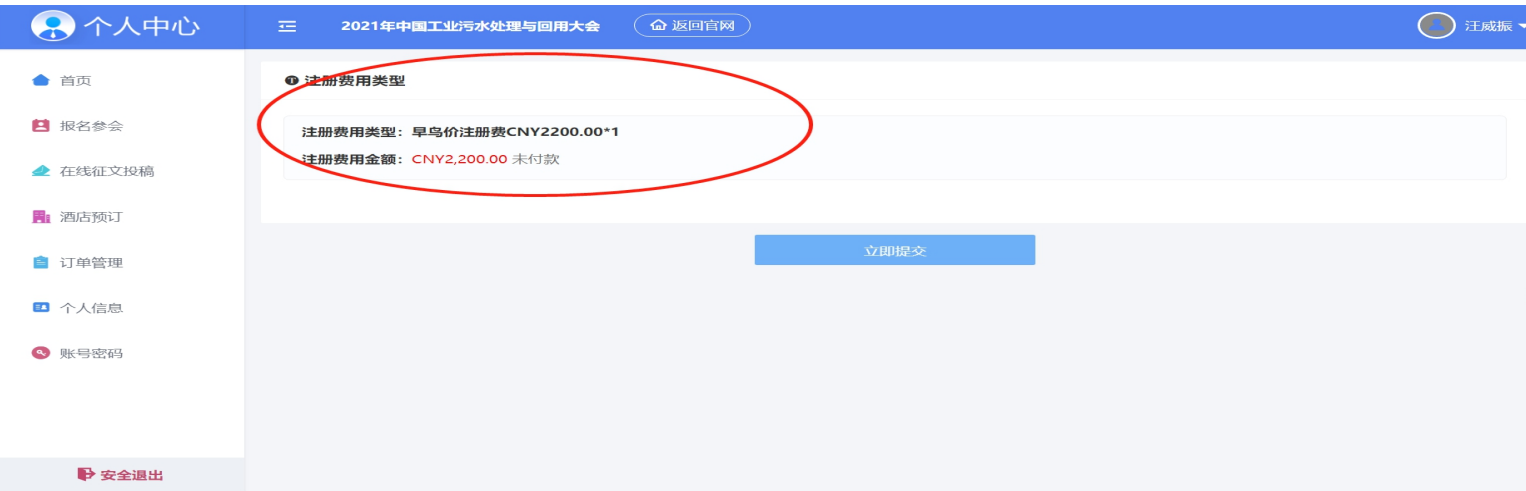 个人中心
2021年中国工业污水处理与回用大会
返回官网
汪威振
首页
报名参会
在线征文投稿
酒店预订
订单管理
个人信息
账号密码
安全退出
注册费用类型
注册费用类型：早鸟价注册费CNY2200.00*1
注册费用金额：CNY2,200.00 未付款
立即提交